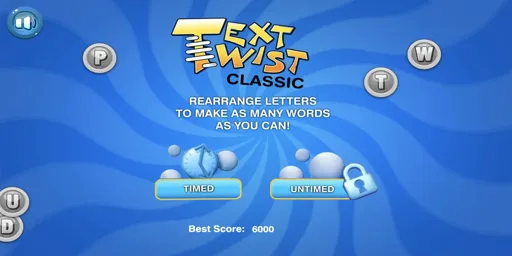 TEXT
TWIST
CLASSIC
P
W
T
REARRANGE LETTERS
TO MAKE AS MANY WORDS
AS YOU CAN!
TIMED
UNTIMED
U
D
Best Score: 6000